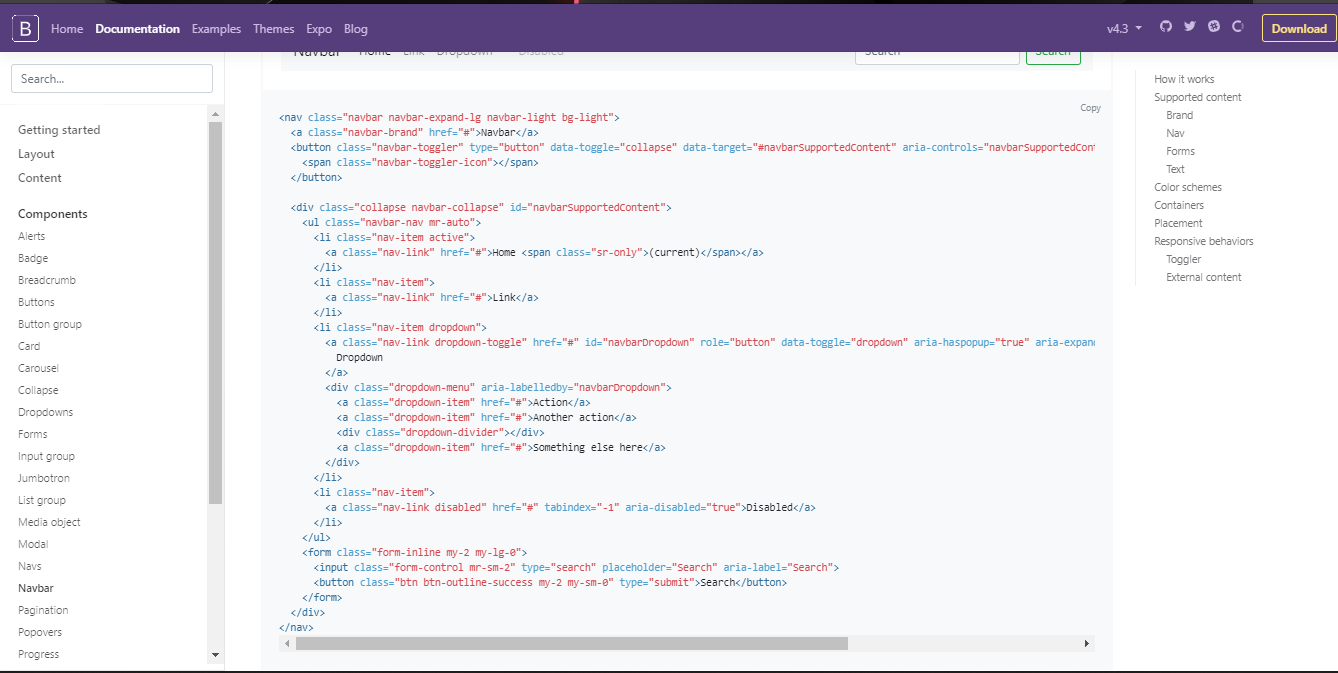 B Home Documentation Examples Themes Expo Blog v4.3 Download
Navbar Home Link Dropdown Disabled Search Search
Search...
Getting started
Layout
Content
Components
Alerts
Badge
Breadcrumb
Buttons
Button group
Card
Carousel
Collapse
Dropdowns
Forms
Input group
Jumbotron
List group
Media object
Modal
Navs
Navbar
Pagination
Popovers
Progress
Copy
<nav class="navbar navbar-expand-lg navbar-light bg-light">
<a class="navbar-brand" href="#">Navbar</a>
<button class="navbar-toggler" type="button" data-toggle="collapse" data-target="#navbarSupportedContent" aria-controls="navbarSupportedCont
<span class="navbar-toggler-icon"></span>
</button>
<div class="collapse navbar-collapse" id="navbarSupportedContent">
<ul class="navbar-nav mr-auto">
<li class="nav-item active">
<a class="nav-link" href="#">Home <span class="sr-only">(current)</span></a>
</li>
<li class="nav-item">
<a class="nav-link" href="#">Link</a>
</li>
<li class="nav-item dropdown">
<a class="nav-link dropdown-toggle" href="#" id="navbarDropdown" role="button" data-toggle="dropdown" aria-haspopup="true" aria-expand
Dropdown
</a>
<div class="dropdown-menu" aria-labelledby="navbarDropdown">
<a class="dropdown-item" href="#">Action</a>
<a class="dropdown-item" href="#">Another action</a>
<div class="dropdown-divider"></div>
<a class="dropdown-item" href="#">Something else here</a>
</div>
</li>
<li class="nav-item">
<a class="nav-link disabled" href="#" tabindex="-1" aria-disabled="true">Disabled</a>
</li>
</ul>
<form class="form-inline my-2 my-lg-0">
<input class="form-control mr-sm-2" type="search" placeholder="Search" aria-label="Search">
<button class="btn btn-outline-success my-2 my-sm-0" type="submit">Search</button>
</form>
</div>
</nav>
How it works
Supported content
Brand
Nav
Forms
Text
Color schemes
Containers
Placement
Responsive behaviors
Toggler
External content